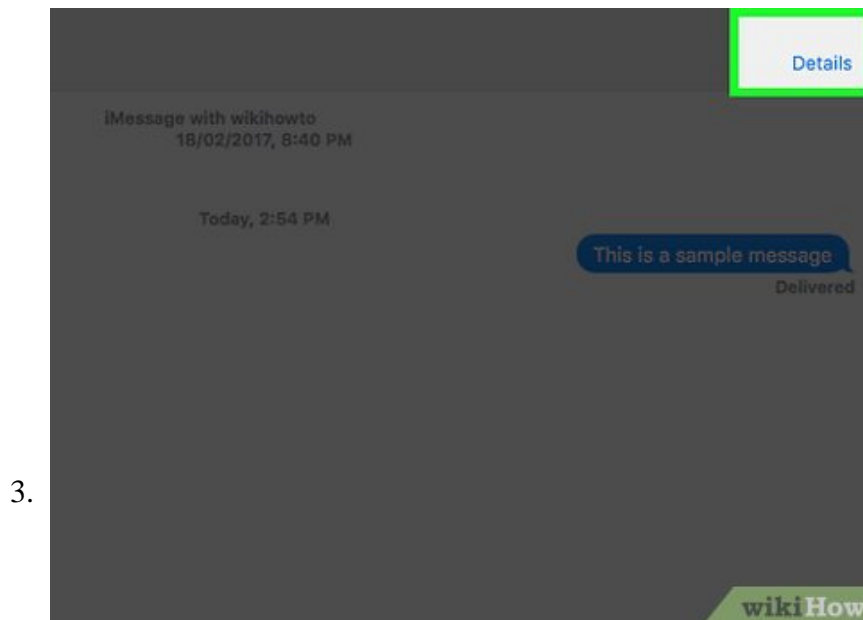 Details
iMessage with wikihowto
18/02/2017, 8:40 PM
Today, 2:54 PM
This is a sample message
Delivered
3.
wikiHow